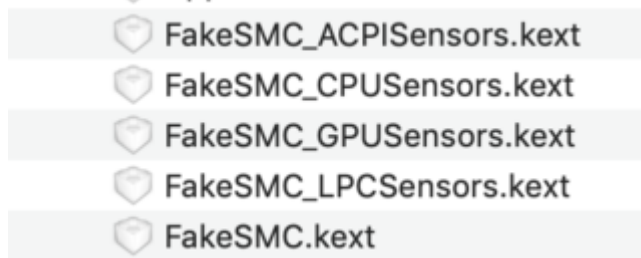 FakeSMC_ACPISensors.kext
FakeSMC_CPUSensors.kext
FakeSMC_GPUSensors.kext
FakeSMC_LPCSensors.kext
FakeSMC.kext